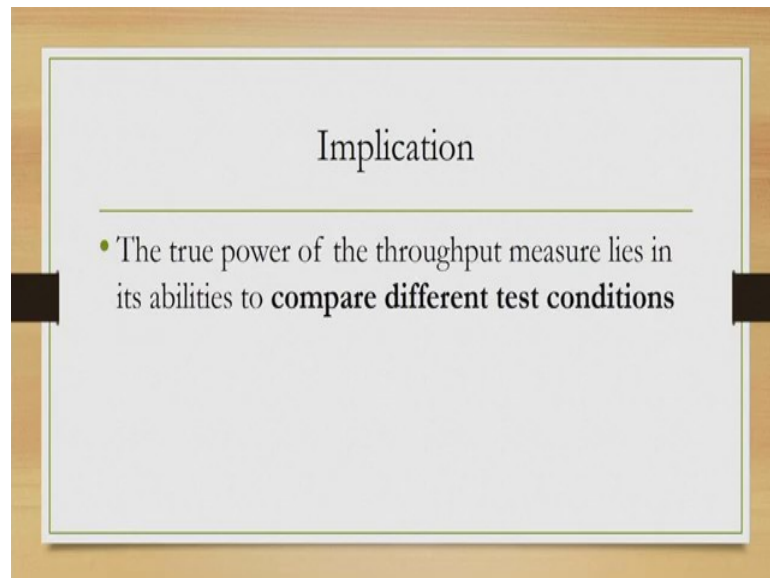 Implication
• The true power of the throughput measure lies in
its abilities to compare different test conditions